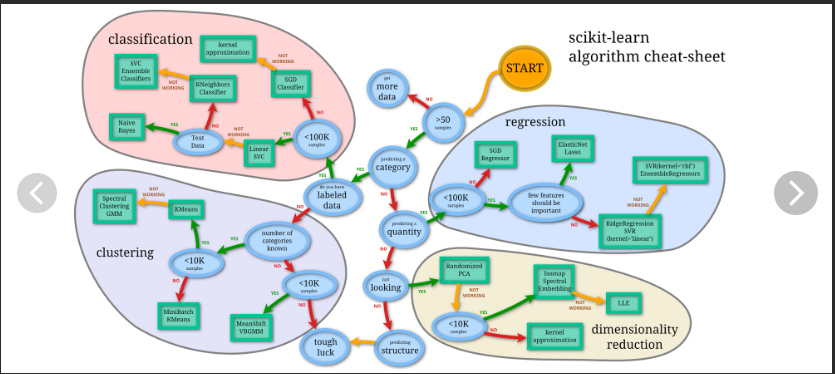 scikit-learn
algorithm cheat-sheet
START
classification
kernel
approximation
NOT
WORKING
SVC
Ensemble
Classifiers
NOT
WORKING
KNeighbors
Classifier
SGD
Classifier
NO
NO
Naive
Bayes
YES
Text
Data
NOT
WORKING
Linear
SVC
YES
<100K
samples
YES
get
more
data
NO
>50
samples
YES
predicting a
category
YES
do you have
labeled
data
NO
NO
predicting a
quantity
YES
NO
just
looking
YES
NO
predicting
structure
tough
luck
regression
SGD
Regressor
ElasticNet
Lasso
SVR(kernel='rbf')
EnsembleRegressors
NO
YES
<100K
samples
YES
few features
should be
important
NOT
WORKING
NO
RidgeRegression
SVR
(kernel='linear')
clustering
Spectral
Clustering
GMM
NOT
WORKING
KMeans
number of
categories
known
YES
YES
<10K
samples
NO
NO
<10K
samples
YES
NO
MiniBatch
KMeans
MeanShift
VBGMM
Randomized
PCA
NOT
WORKING
Isomap
Spectral
Embedding
NOT
WORKING
LLE
<10K
samples
YES
NO
kernel
approximation
dimensionality
reduction